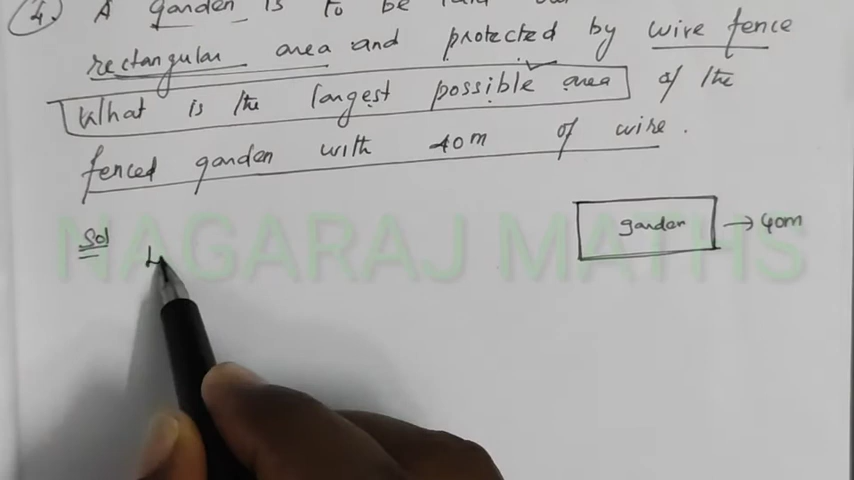 4. A garden is to be
rectangular area and protected by wire fence
What is the largest possible area of the
fenced garden with 40m of wire.
Sol
garden → 40m
NAGARAJ MATHS